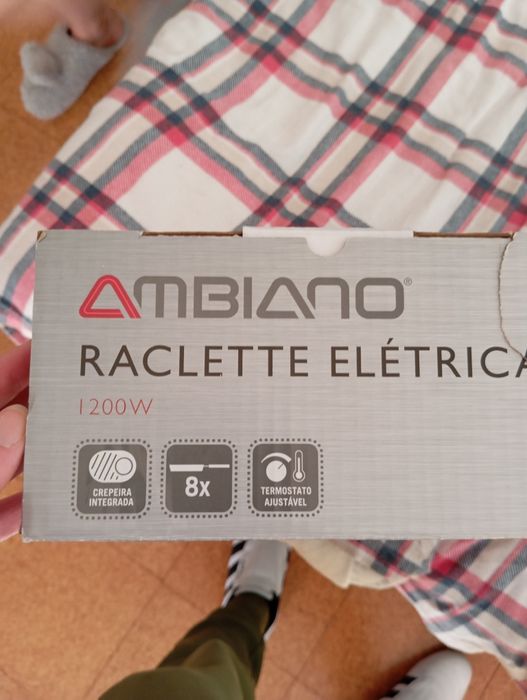 AMBIANO®
RACLETTE ELÉTRICA
1200W
CREPEIRA
INTEGRADA
8x
TERMOSTATO
AJUSTÁVEL